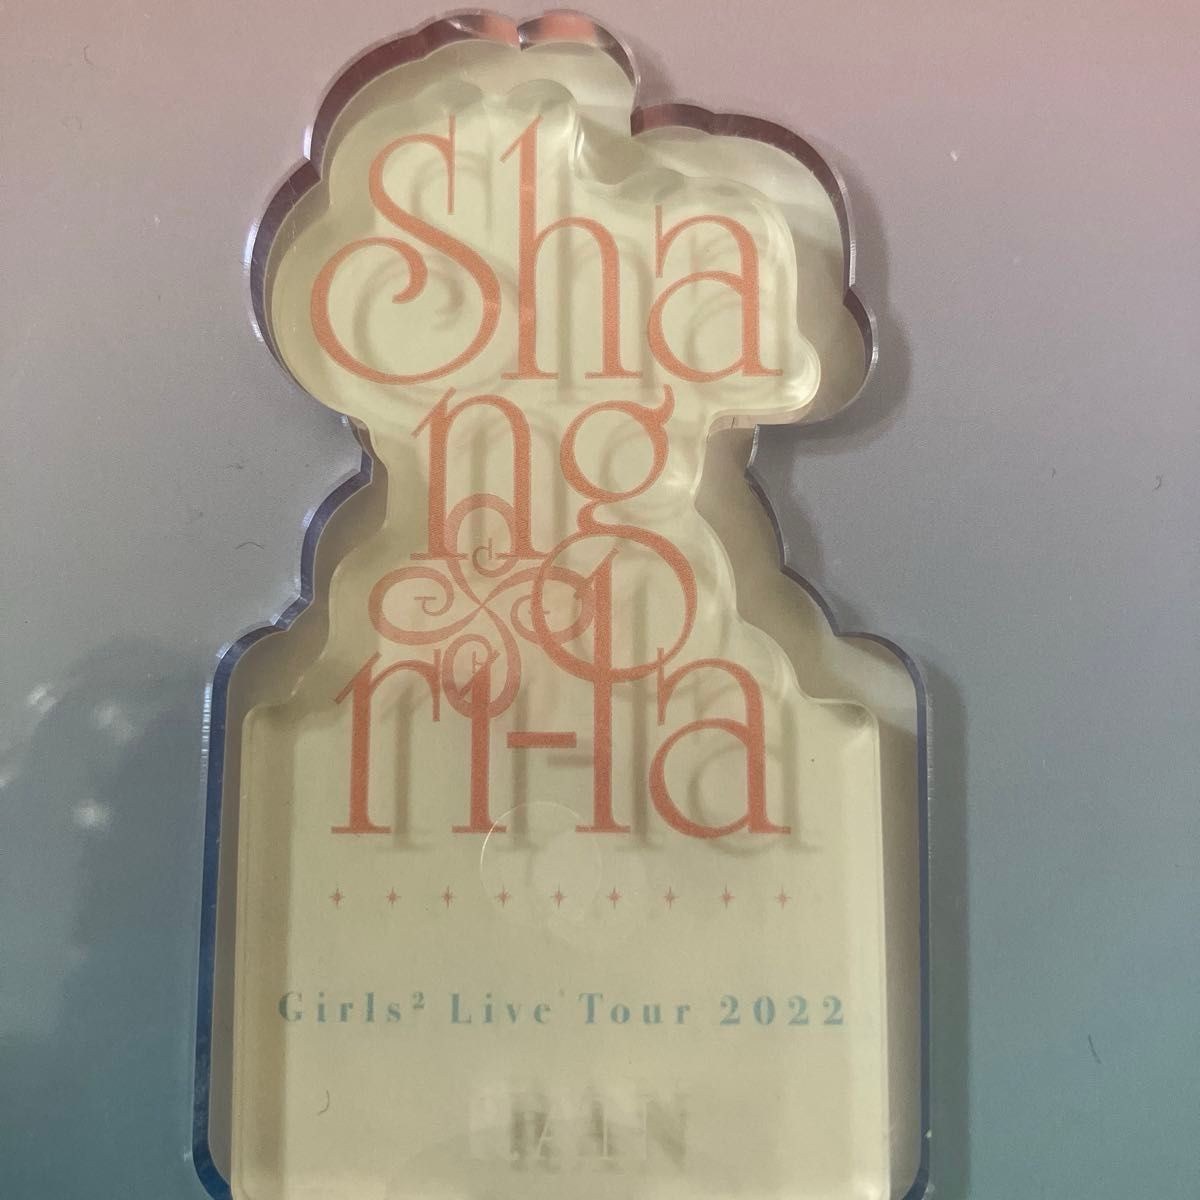 Sha
ng
ri-la
Girls² Live Tour 2022